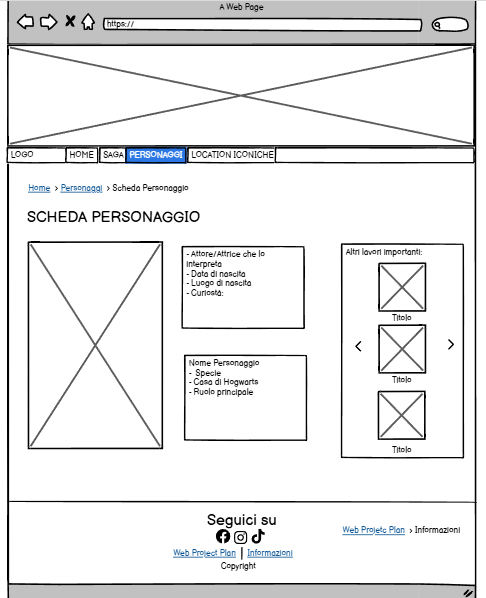 A Web Page
https://
LOGO HOME SAGA PERSONAGGI LOCATION ICONICHE
Home > Personaggi > Scheda Personaggio
SCHEDA PERSONAGGIO
- Attore/Attrice che lo
interpreta
- Data di nascita
- Luogo di nascita
- Curiostà:
Nome Personaggio
- Specie
- Casa di Hogwarts
- Ruolo principale
Altri lavori importanti:
Titolo
Titolo
Titolo
Seguici su
Web Project Plan | Informazioni
Copyright
Web Projetc Plan > Informazioni